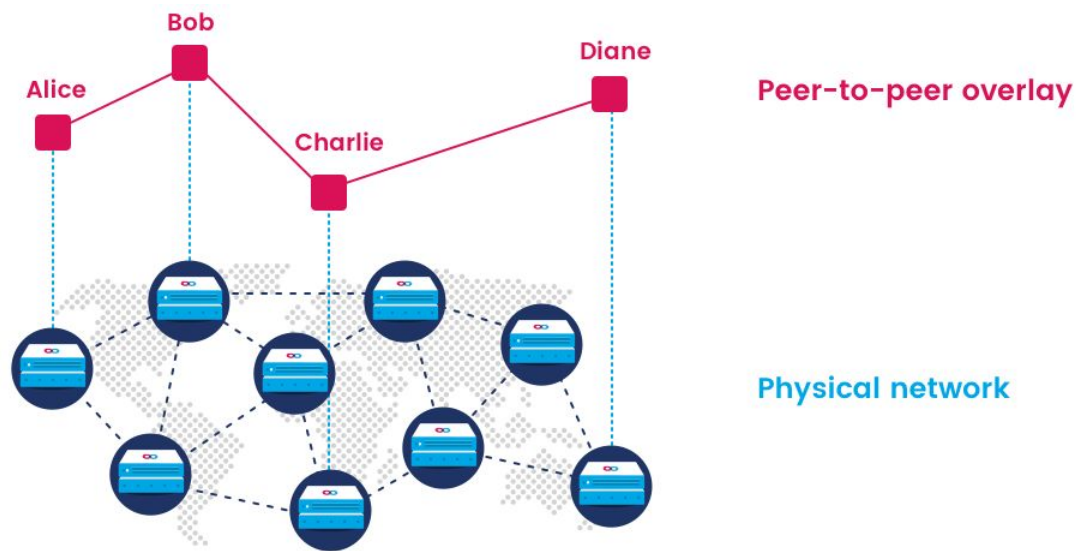 Bob
Diane
Alice
Peer-to-peer overlay
Charlie
Physical network